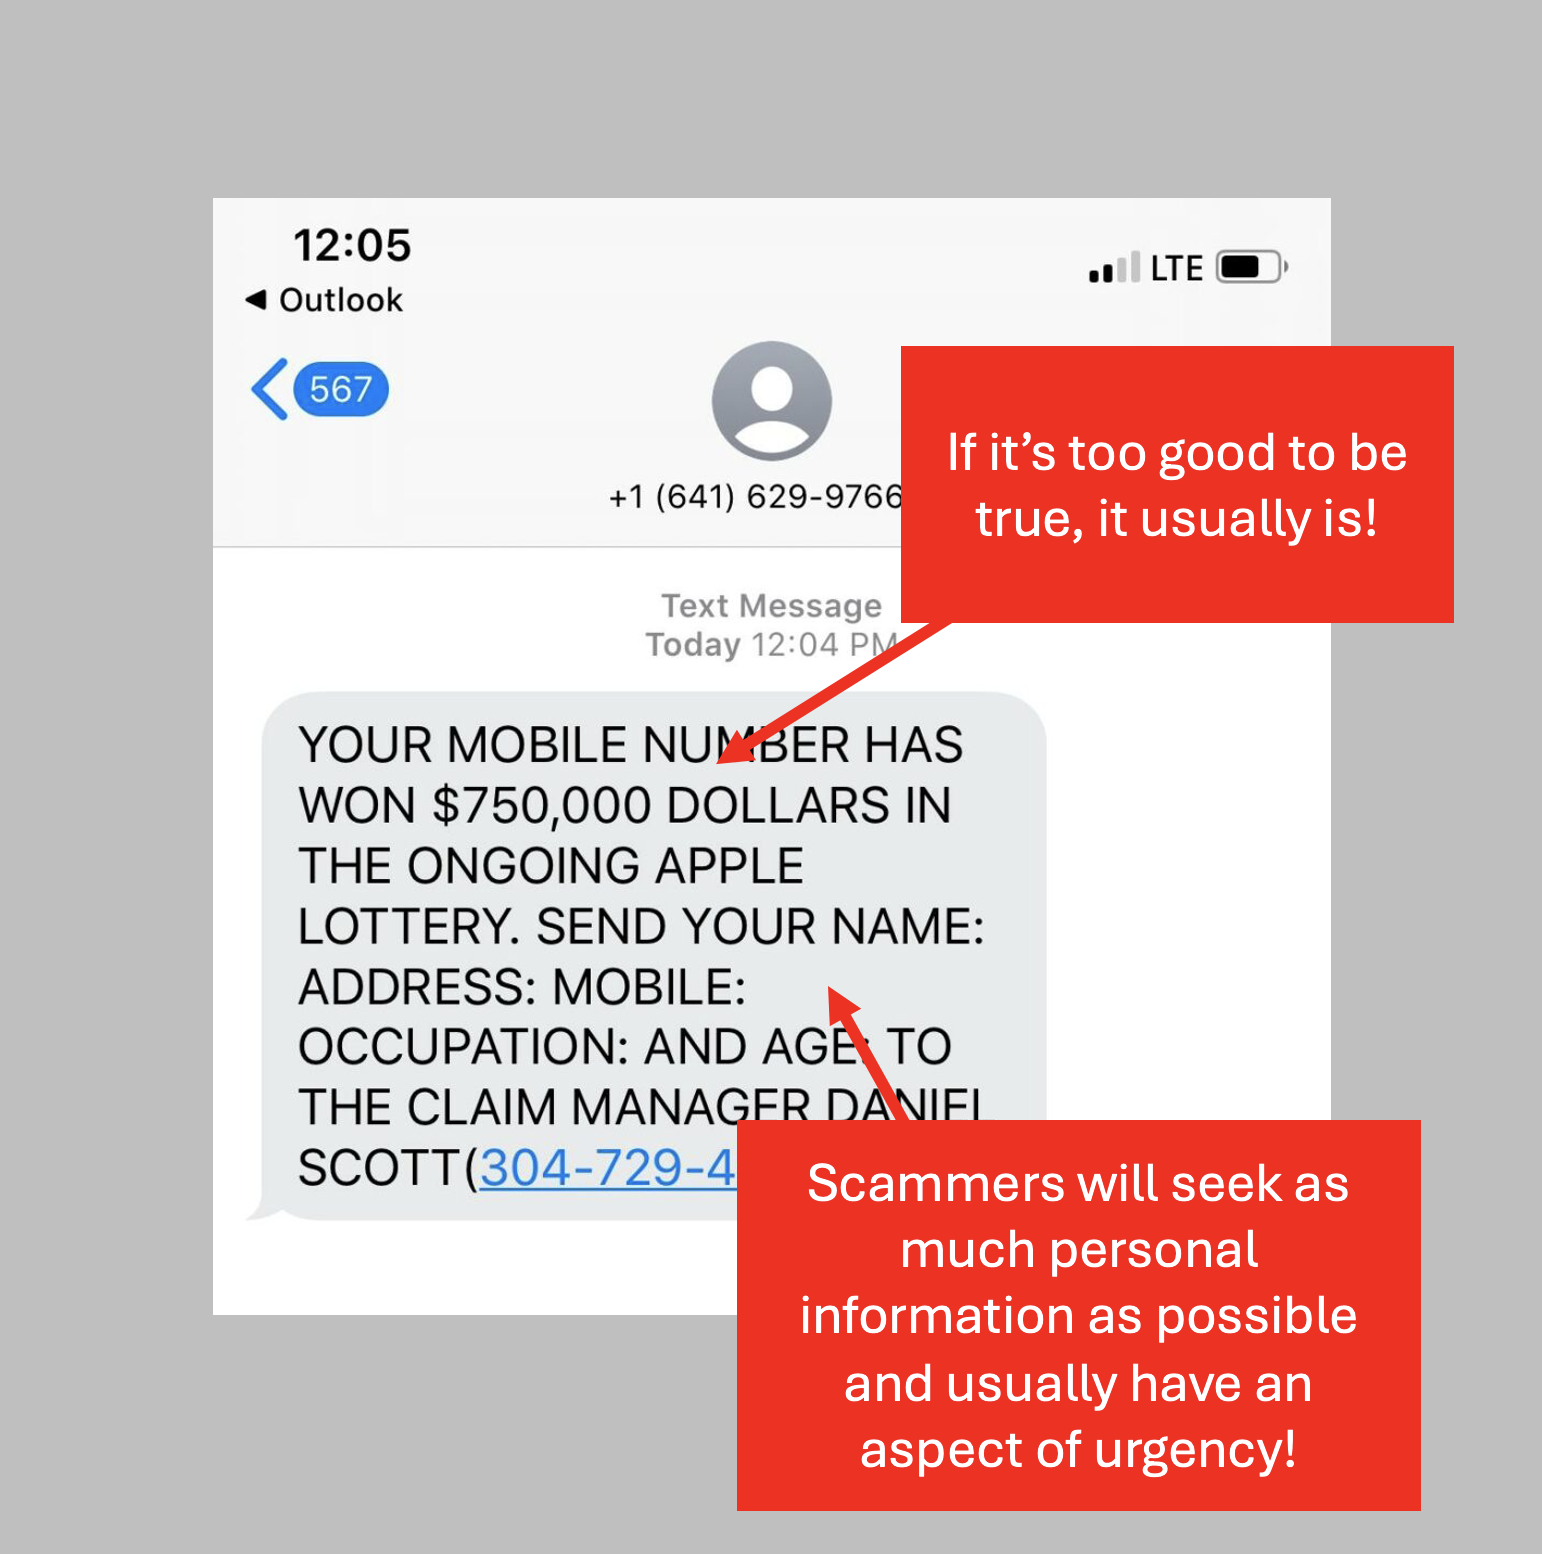 12:05
◀ Outlook
LTE
567
+1 (641) 629-9766
If it's too good to be
true, it usually is!
Text Message
Today 12:04 PM
YOUR MOBILE NUMBER HAS
WON $750,000 DOLLARS IN
THE ONGOING APPLE
LOTTERY. SEND YOUR NAME:
ADDRESS: MOBILE:
OCCUPATION: AND AGE: TO
THE CLAIM MANAGER DANIEL
SCOTT(304-729-4
Scammers will seek as
much personal
information as possible
and usually have an
aspect of urgency!